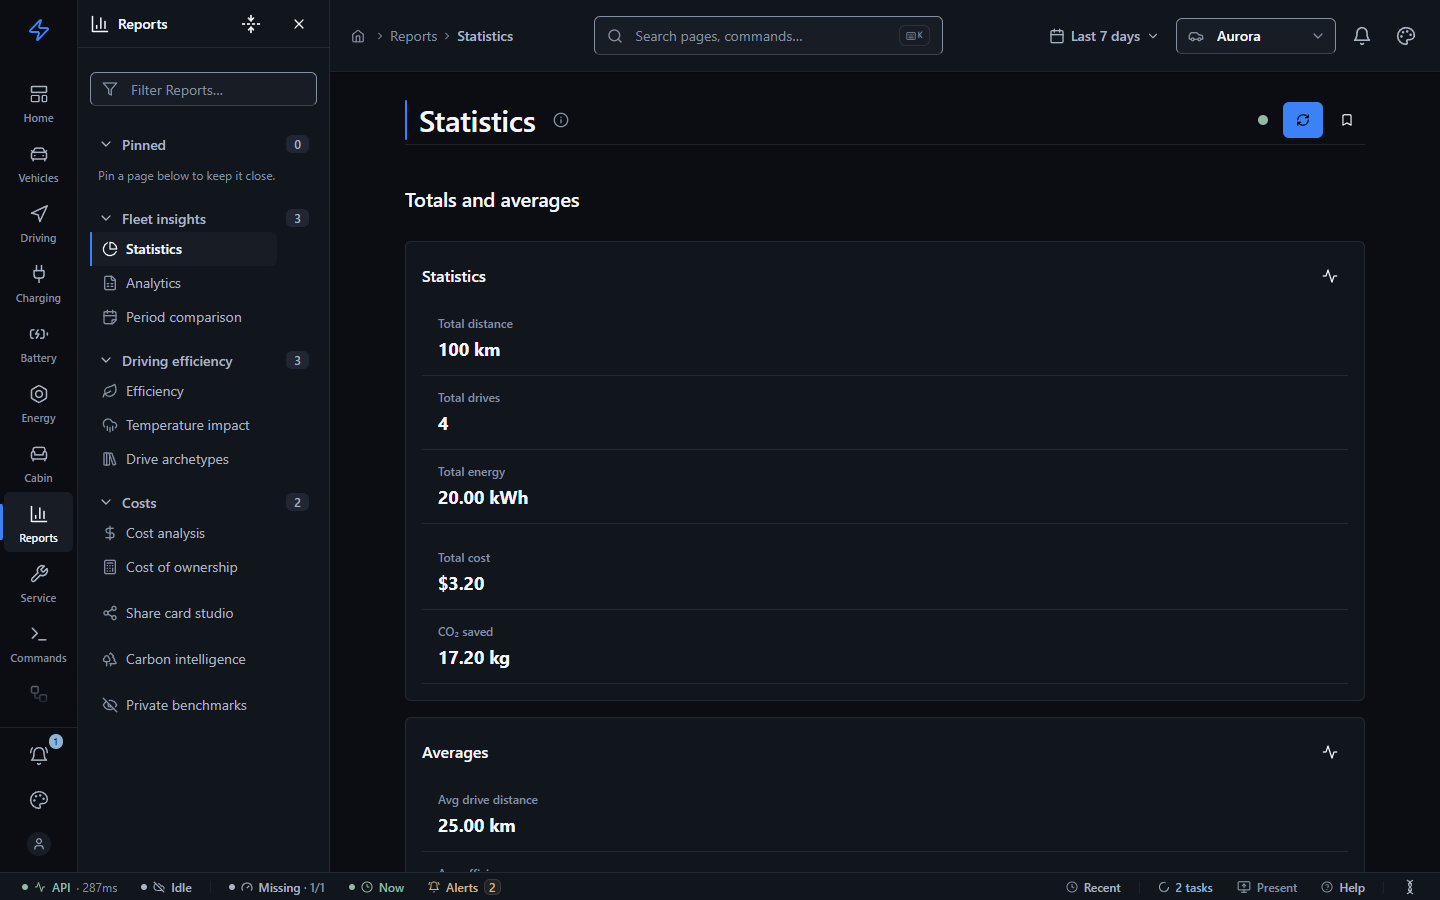 Reports
Reports
Statistics
Search pages, commands...
K
Last 7 days
Aurora
Home
Vehicles
Driving
Charging
Battery
Energy
Cabin
Reports
Service
Commands
1
Filter Reports...
Pinned
0
Pin a page below to keep it close.
Fleet insights
3
Statistics
Analytics
Period comparison
Driving efficiency
3
Efficiency
Temperature impact
Drive archetypes
Costs
2
Cost analysis
Cost of ownership
Share card studio
Carbon intelligence
Private benchmarks
Statistics
Totals and averages
Statistics
Total distance
100 km
Total drives
4
Total energy
20.00 kWh
Total cost
$3.20
CO₂ saved
17.20 kg
Averages
Avg drive distance
25.00 km
API · 287ms
Idle
Missing · 1/1
Now
Alerts 2
Recent
2 tasks
Present
Help